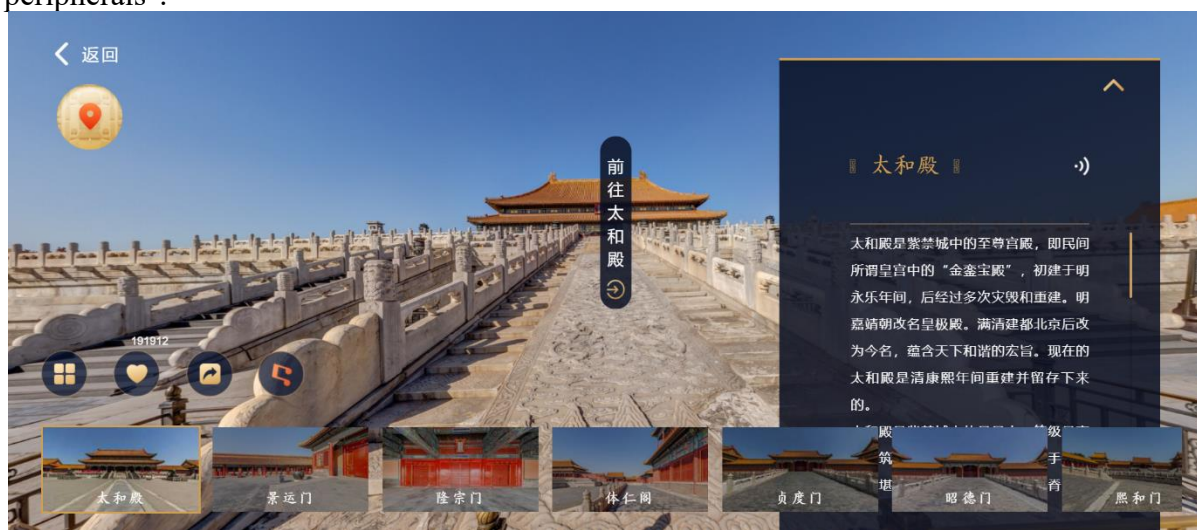 返回
前往太和殿
太和殿
太和殿是紫禁城中的至尊宫殿，即民间
所谓皇宫中的“金銮宝殿”，初建于明
永乐年间，后经过多次灾毁和重建。明
嘉靖朝改名皇极殿。满清建都北京后改
为今名，蕴含天下和谐的宏旨。现在的
太和殿是清康熙年间重建并留存下来
的。
191912
太和殿
景运门
隆宗门
体仁阁
贞度门
昭德门
熙和门